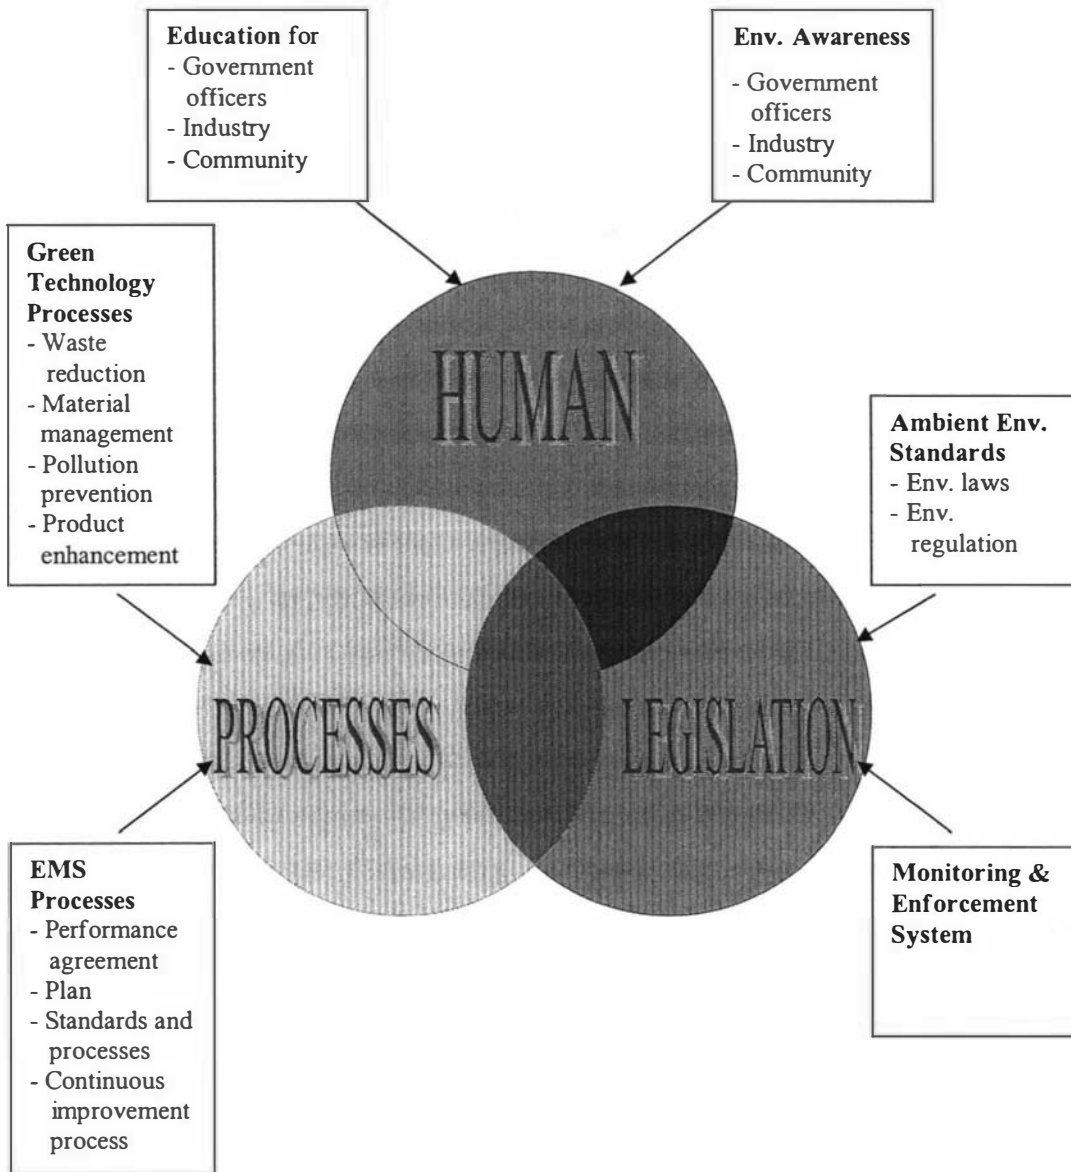 Education for
- Government
officers
- Industry
- Community
Env. Awareness
- Government
officers
- Industry
- Community
Green
Technology
Processes
- Waste
reduction
- Material
management
- Pollution
prevention
- Product
enhancement
HUMAN
Ambient Env.
Standards
- Env. laws
- Env.
regulation
PROCESSES
LEGISLATION
EMS
Processes
- Performance
agreement
- Plan
- Standards and
processes
- Continuous
improvement
process
Monitoring &
Enforcement
System